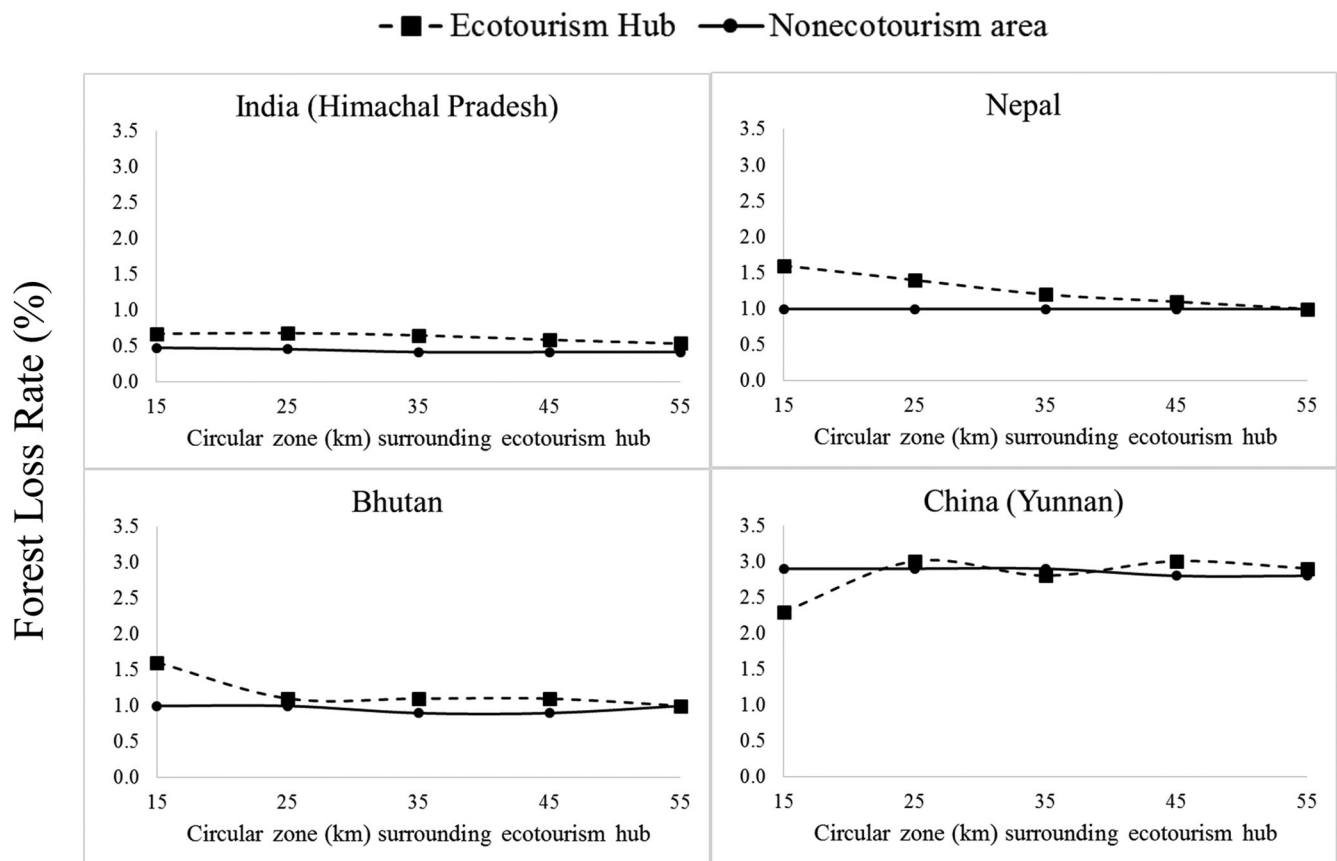 Ecotourism Hub Nonecotourism area
Forest Loss Rate (%)
India (Himachal Pradesh)
3.5
3.0
2.5
2.0
1.5
1.0
0.5
0.0
15 25 35 45 55
Circular zone (km) surrounding ecotourism hub
Nepal
3.5
3.0
2.5
2.0
1.5
1.0
0.5
0.0
15 25 35 45 55
Circular zone (km) surrounding ecotourism hub
Bhutan
3.5
3.0
2.5
2.0
1.5
1.0
0.5
0.0
15 25 35 45 55
Circular zone (km) surrounding ecotourism hub
China (Yunnan)
3.5
3.0
2.5
2.0
1.5
1.0
0.5
0.0
15 25 35 45 55
Circular zone (km) surrounding ecotourism hub